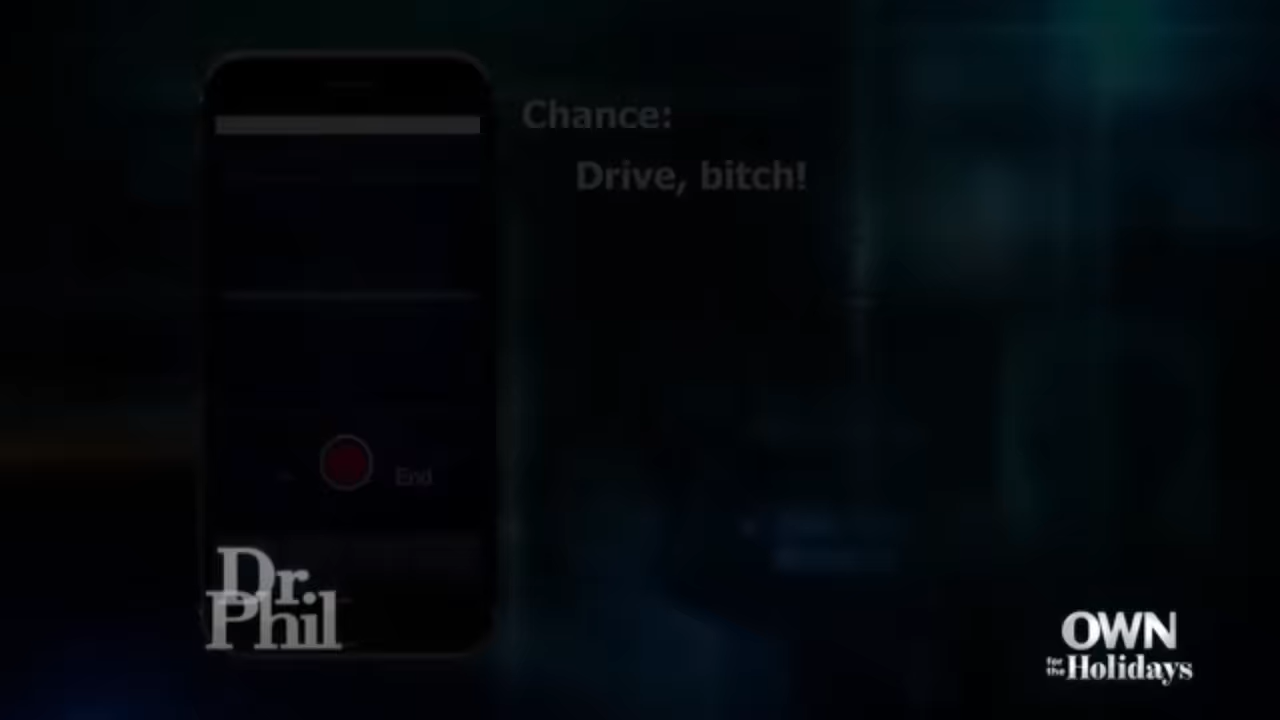 Chance:
Drive, bitch!
End
Dr.
Phil
OWN
for the Holidays